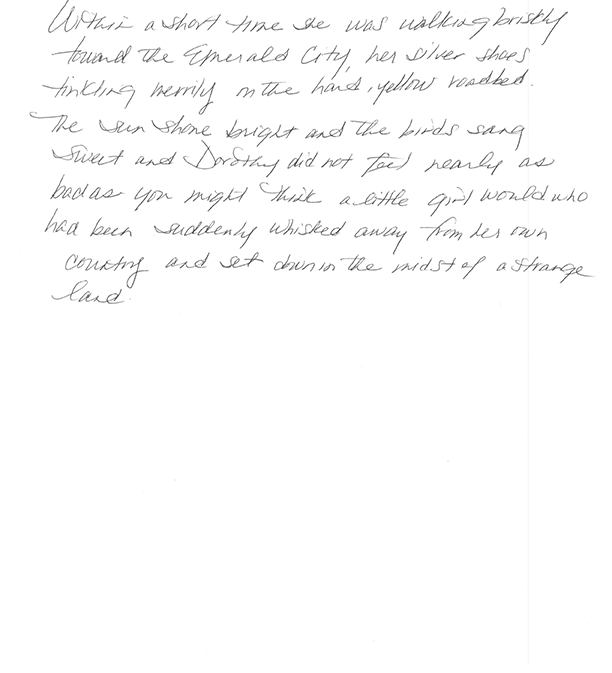 Within a short time she was walking briskly
toward the Emerald City, her silver shoes
tinkling merrily on the hard, yellow roadbed.
The sun shone bright and the birds sang
sweet and Dorothy did not feel nearly as
bad as you might think a little girl would who
had been suddenly whisked away from her own
country and set down in the midst of a strange
land.